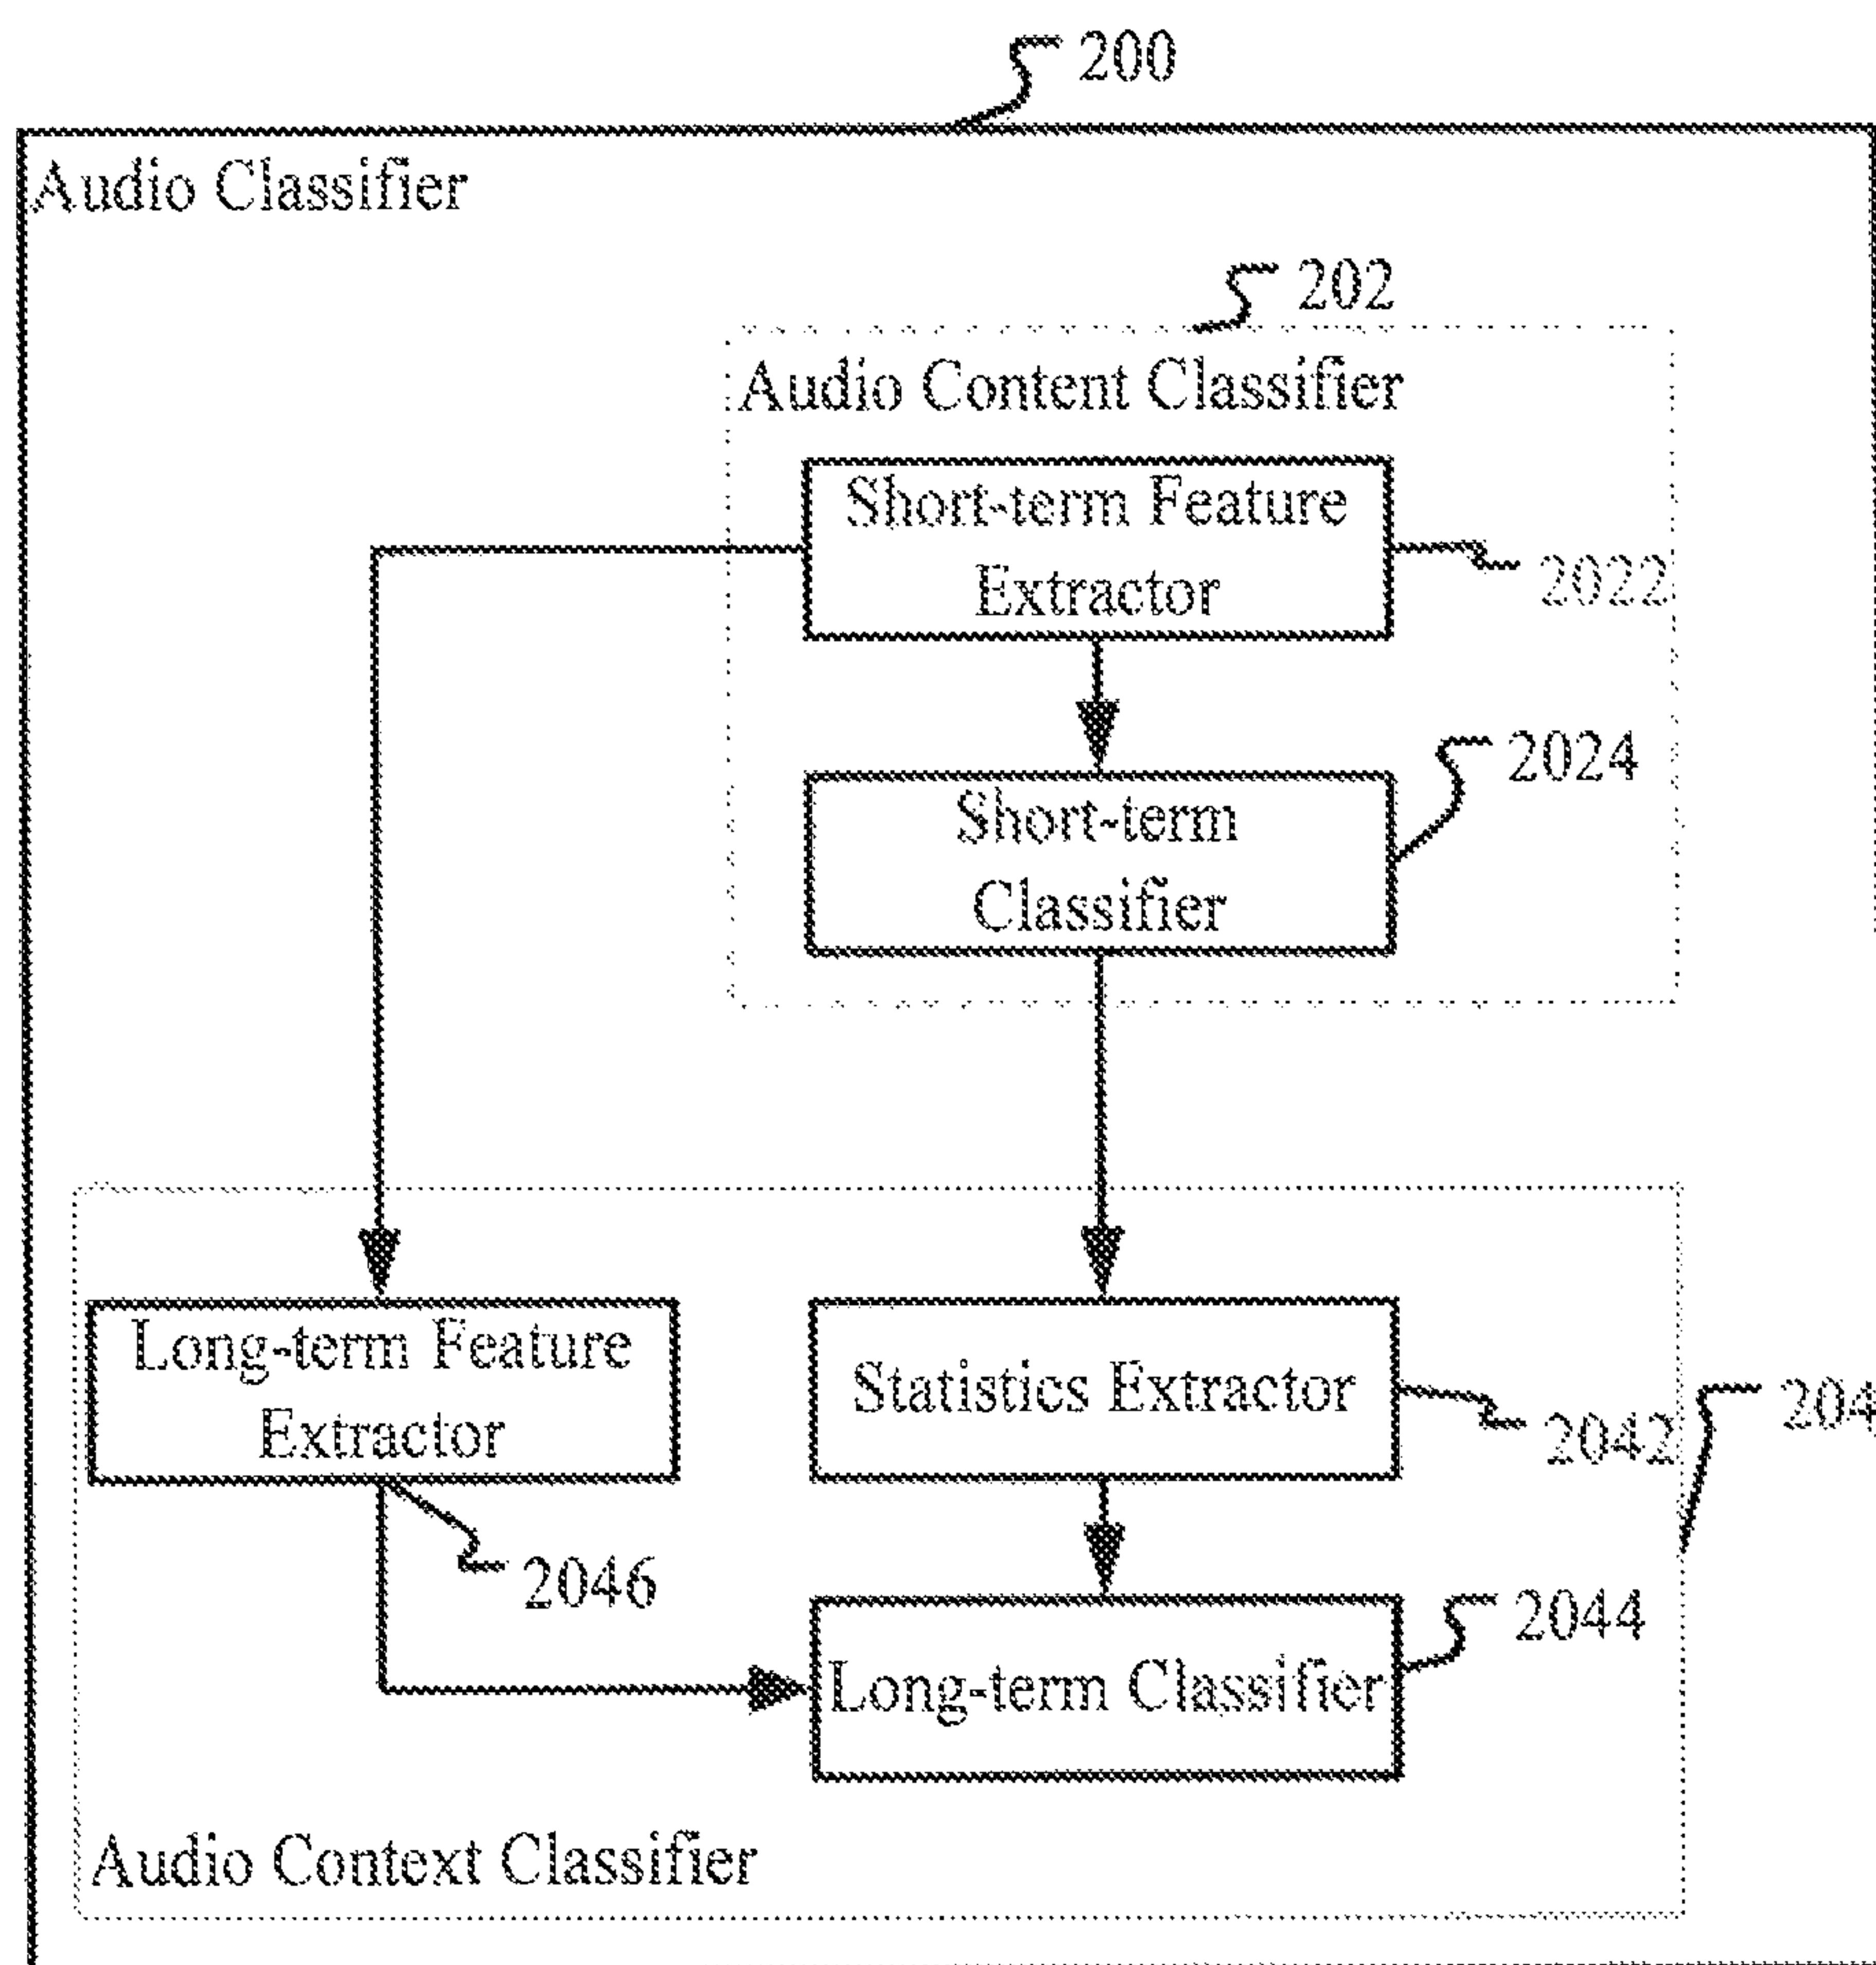 200
Audio Classifier
202
Audio Content Classifier
Short-term Feature
Extractor
2022
Short-term
Classifier
2024
Long-term Feature
Extractor
Statistics Extractor
2042
204
2046
2044
Long-term Classifier
Audio Context Classifier